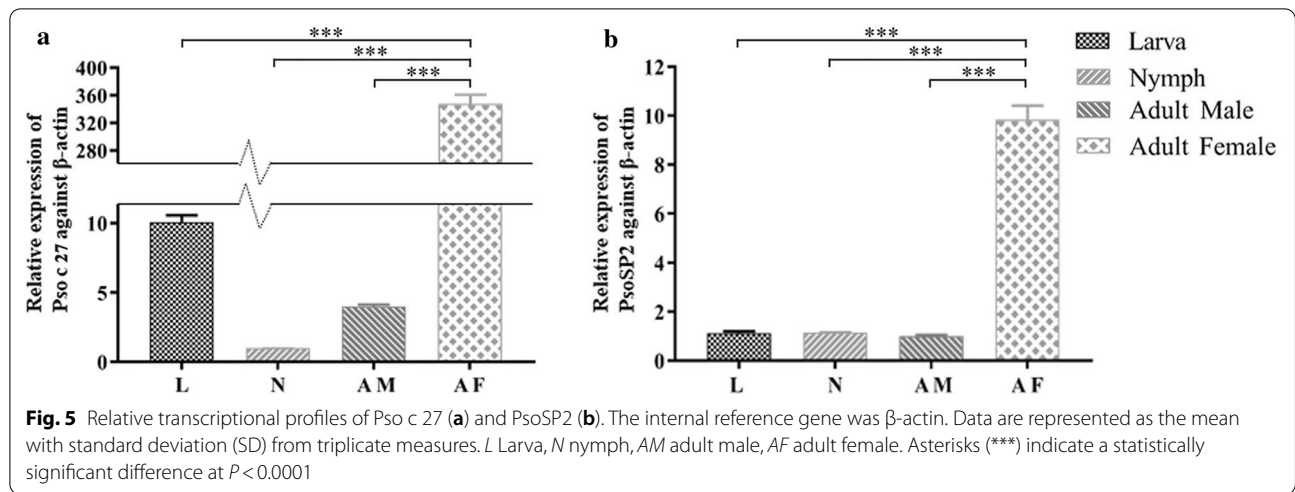 a
***
***
***
Relative expression of
Pso c 27 against β-actin
400
360
320
280
10
5
0
L N AM AF
b
***
***
***
Relative expression of
PsoSP2 against β-actin
12
10
8
6
4
2
0
L N AM AF
Larva
Nymph
Adult Male
Adult Female
Fig. 5 Relative transcriptional profiles of Pso c 27 (a) and PsoSP2 (b). The internal reference gene was β-actin. Data are represented as the mean
with standard deviation (SD) from triplicate measures. L Larva, N nymph, AM adult male, AF adult female. Asterisks (***) indicate a statistically
significant difference at P < 0.0001